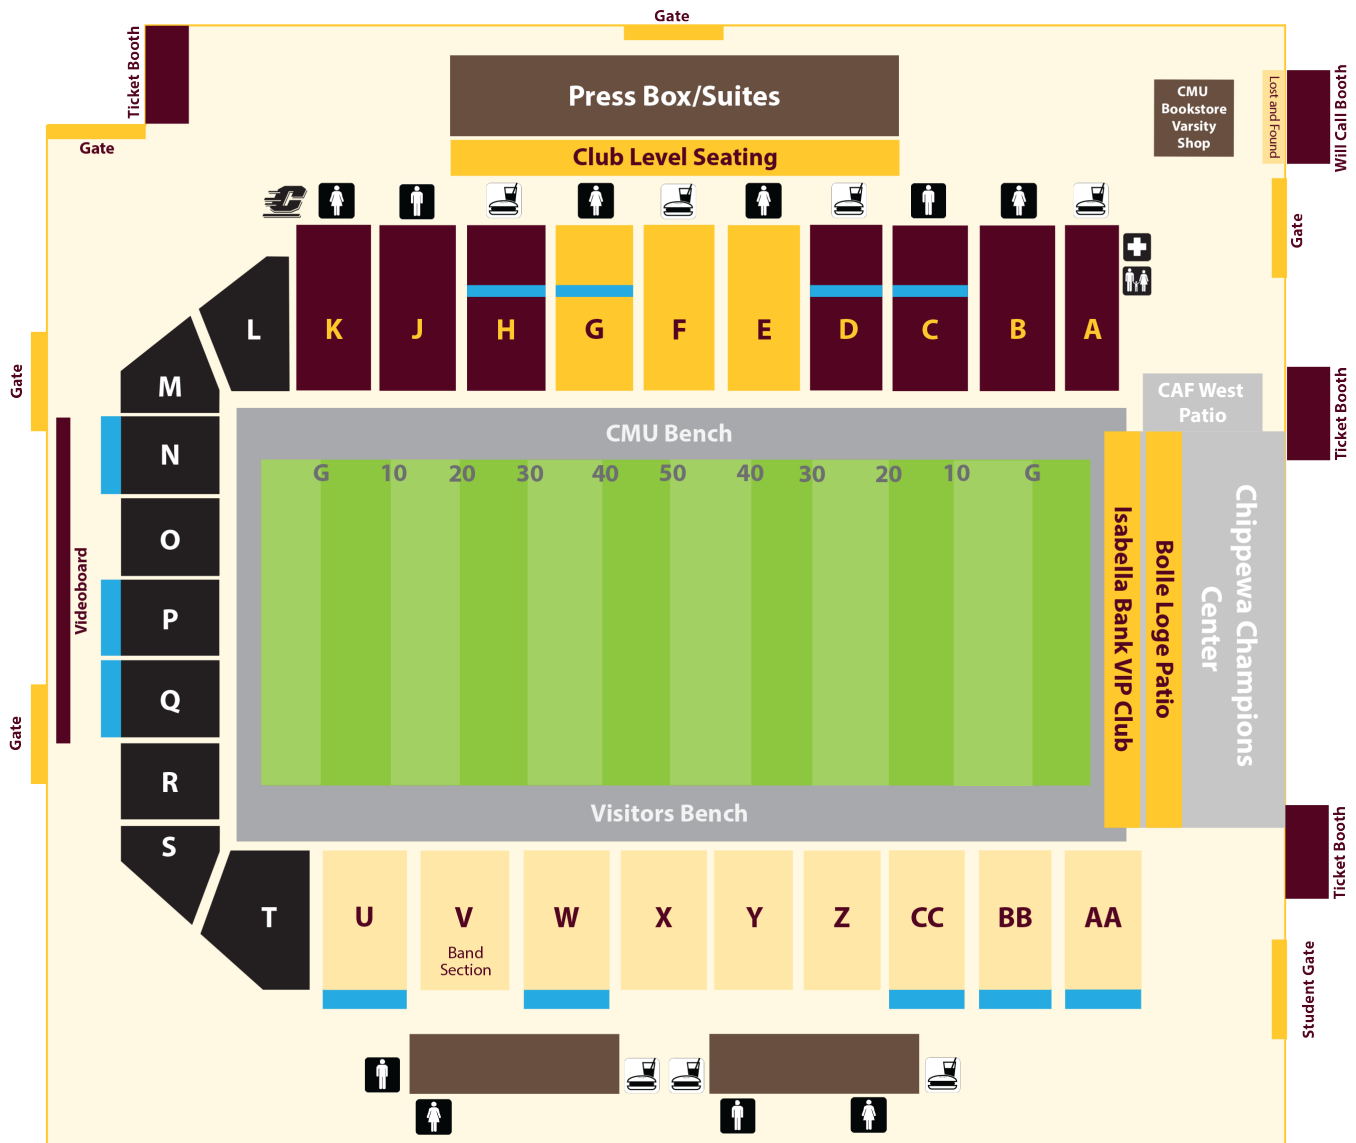 Gate
Ticket Booth
Press Box/Suites
CMU
Bookstore
Varsity
Shop
Lost and Found
Will Call Booth
Gate
Club Level Seating
C
Gate
K
J
H
G
F
E
D
C
B
A
L
M
Gate
N
O
P
Q
R
S
Videoboard
Gate
CMU Bench
G 10 20 30 40 50 40 30 20 10 G
Visitors Bench
CAF West
Patio
Ticket Booth
Isabella Bank VIP Club
Bolle Loge Patio
Chippewa Champions
Center
Ticket Booth
T
U
V
Band
Section
W
X
Y
Z
CC
BB
AA
Student Gate